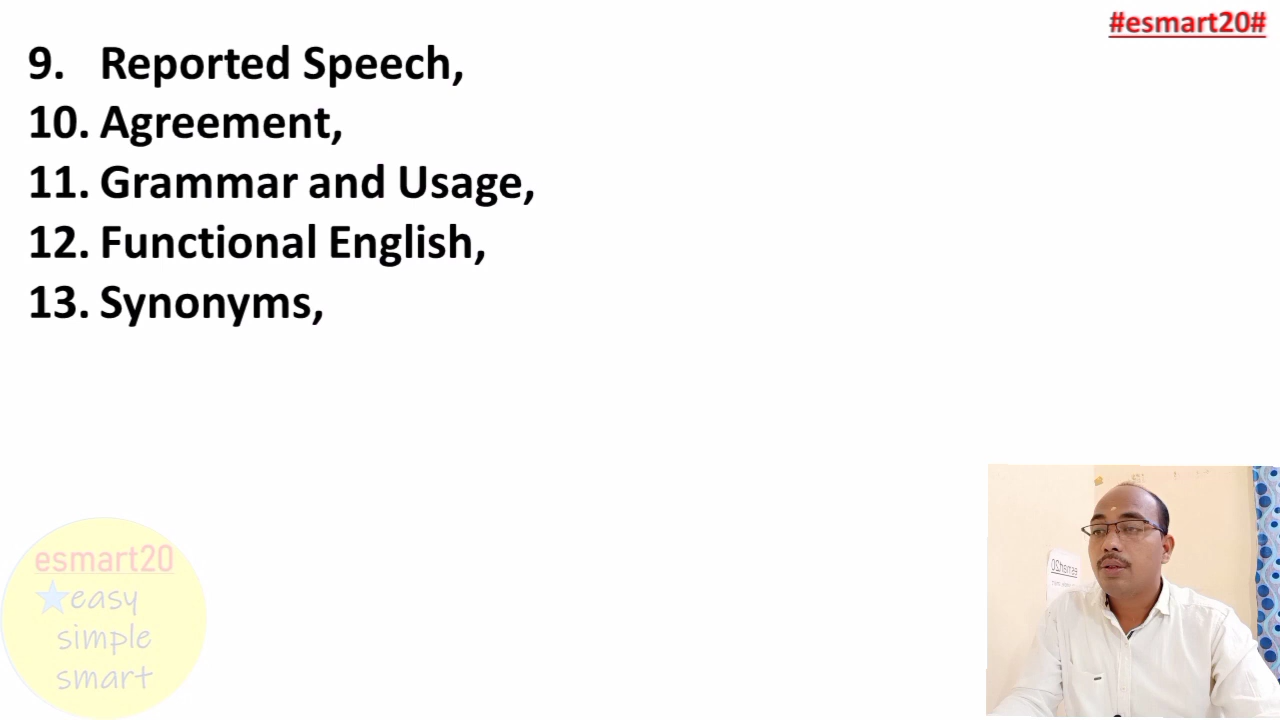 #esmart20#
9. Reported Speech,
10. Agreement,
11. Grammar and Usage,
12. Functional English,
13. Synonyms,
esmart20
easy
simple
smart
esmart20